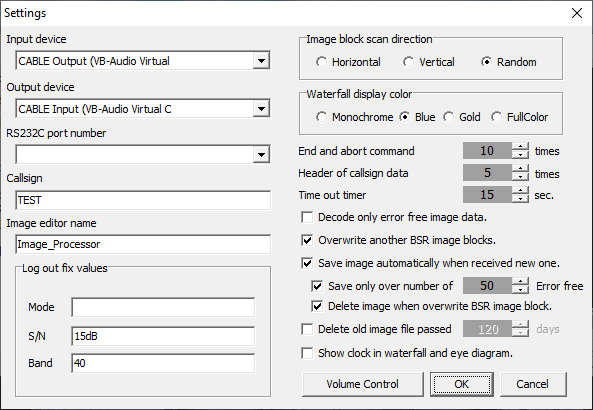 Settings
Input device
CABLE Output (VB-Audio Virtual
Output device
CABLE Input (VB-Audio Virtual C
RS232C port number
Callsign
TEST
Image editor name
Image_Processor
Log out fix values
Mode
S/N 15dB
Band 40
Image block scan direction
Horizontal Vertical Random
Waterfall display color
Monochrome Blue Gold FullColor
End and abort command 10 times
Header of callsign data 5 times
Time out timer 15 sec.
Decode only error free image data.
Overwrite another BSR image blocks.
Save image automatically when received new one.
Save only over number of 50 Error free
Delete image when overwrite BSR image block.
Delete old image file passed 120 days
Show clock in waterfall and eye diagram.
Volume Control OK Cancel